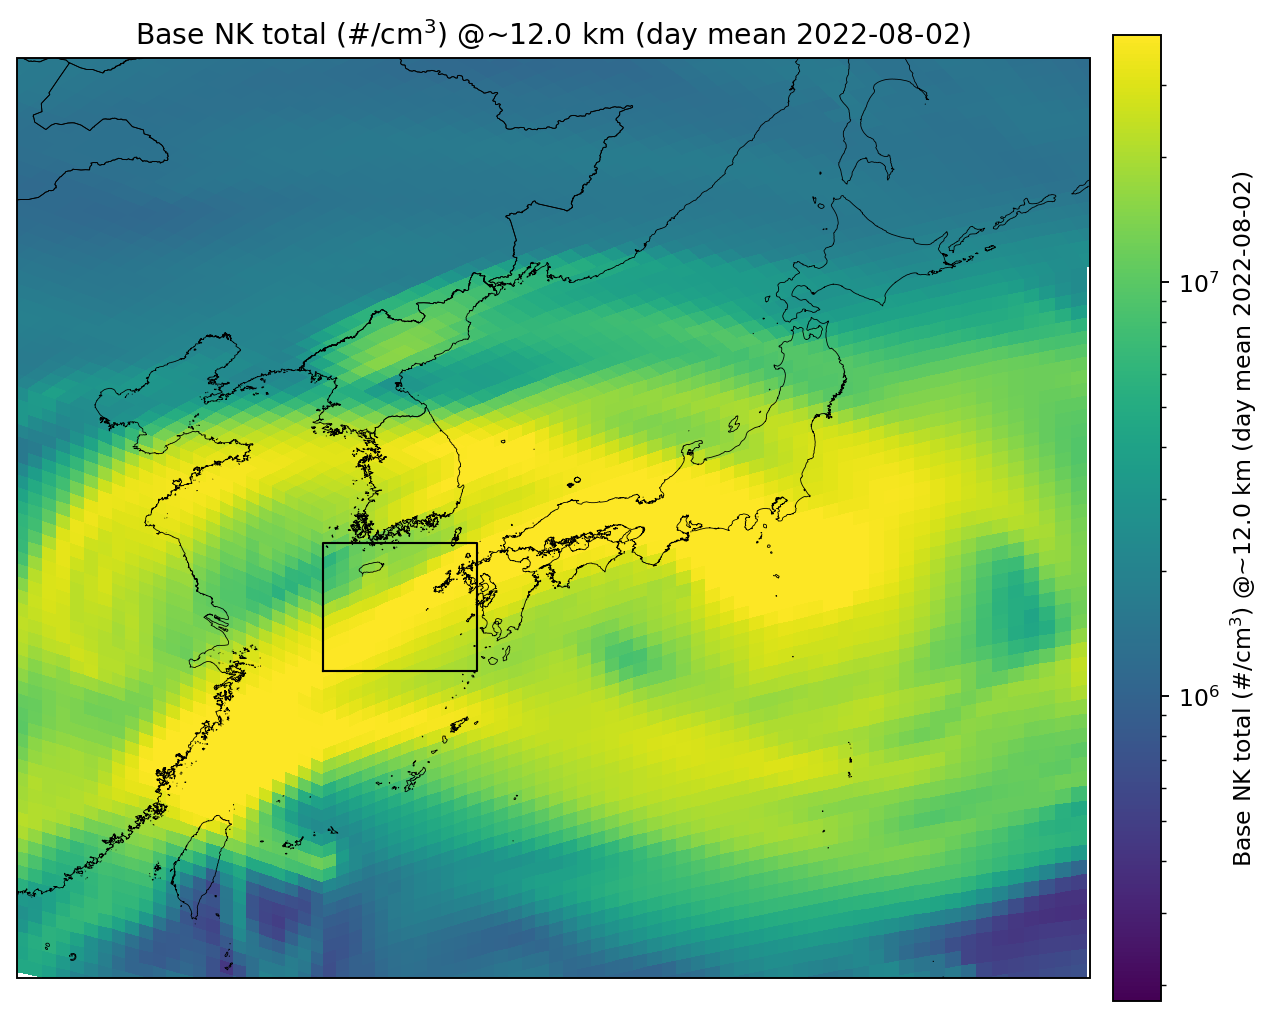 Base NK total (#/cm³) @~12.0 km (day mean 2022-08-02)
10⁷
10⁶
Base NK total (#/cm³) @~12.0 km (day mean 2022-08-02)